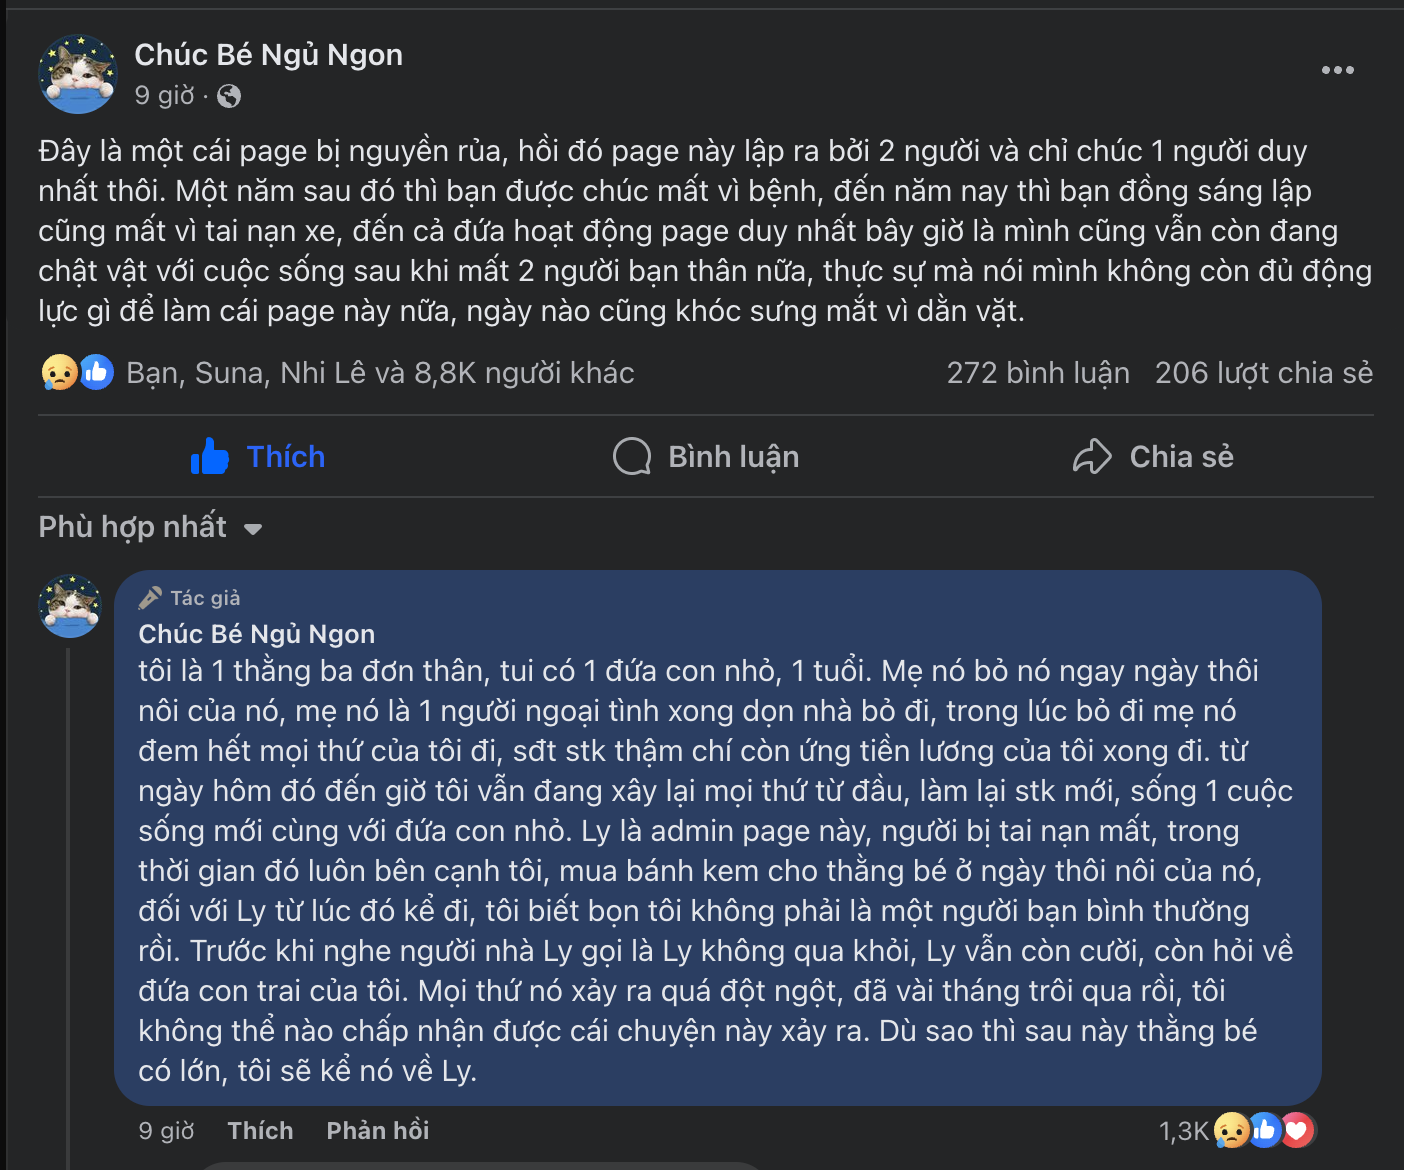 Chúc Bé Ngủ Ngon
9 giờ ·
Đây là một cái page bị nguyền rủa, hồi đó page này lập ra bởi 2 người và chỉ chúc 1 người duy
nhất thôi. Một năm sau đó thì bạn được chúc mất vì bệnh, đến năm nay thì bạn đồng sáng lập
cũng mất vì tai nạn xe, đến cả đứa hoạt động page duy nhất bây giờ là mình cũng vẫn còn đang
chật vật với cuộc sống sau khi mất 2 người bạn thân nữa, thực sự mà nói mình không còn đủ động
lực gì để làm cái page này nữa, ngày nào cũng khóc sưng mắt vì dằn vặt.
Bạn, Suna, Nhi Lê và 8,8K người khác 272 bình luận 206 lượt chia sẻ
Thích Bình luận Chia sẻ
Phù hợp nhất
Tác giả
Chúc Bé Ngủ Ngon
tôi là 1 thằng ba đơn thân, tui có 1 đứa con nhỏ, 1 tuổi. Mẹ nó bỏ nó ngay ngày thôi
nôi của nó, mẹ nó là 1 người ngoại tình xong dọn nhà bỏ đi, trong lúc bỏ đi mẹ nó
đem hết mọi thứ của tôi đi, sđt stk thậm chí còn ứng tiền lương của tôi xong đi. từ
ngày hôm đó đến giờ tôi vẫn đang xây lại mọi thứ từ đầu, làm lại stk mới, sống 1 cuộc
sống mới cùng với đứa con nhỏ. Ly là admin page này, người bị tai nạn mất, trong
thời gian đó luôn bên cạnh tôi, mua bánh kem cho thằng bé ở ngày thôi nôi của nó,
đối với Ly từ lúc đó kể đi, tôi biết bọn tôi không phải là một người bạn bình thường
rồi. Trước khi nghe người nhà Ly gọi là Ly không qua khỏi, Ly vẫn còn cười, còn hỏi về
đứa con trai của tôi. Mọi thứ nó xảy ra quá đột ngột, đã vài tháng trôi qua rồi, tôi
không thể nào chấp nhận được cái chuyện này xảy ra. Dù sao thì sau này thằng bé
có lớn, tôi sẽ kể nó về Ly.
9 giờ Thích Phản hồi 1,3K